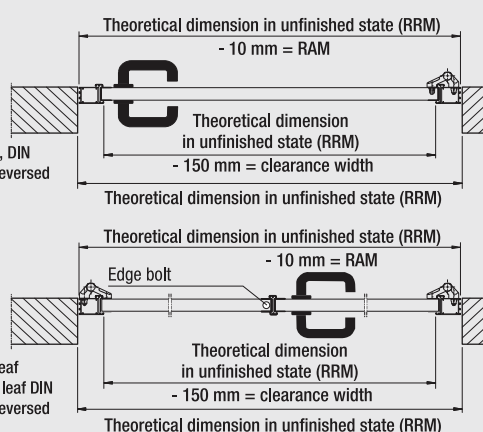 Theoretical dimension in unfinished state (RRM)
- 10 mm = RAM
Theoretical dimension
in unfinished state (RRM)
- 150 mm = clearance width
, DIN
eversed
Theoretical dimension in unfinished state (RRM)
Theoretical dimension in unfinished state (RRM)
- 10 mm = RAM
Edge bolt
Theoretical dimension
in unfinished state (RRM)
- 150 mm = clearance width
eaf
leaf DIN
eversed
Theoretical dimension in unfinished state (RRM)